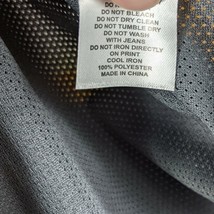 DO NOT BLEACH
DO NOT DRY CLEAN
DO NOT TUMBLE DRY
DO NOT WASH
WITH JEANS
DO NOT IRON DIRECTLY
ON PRINT
COOL IRON
100% POLYESTER
MADE IN CHINA